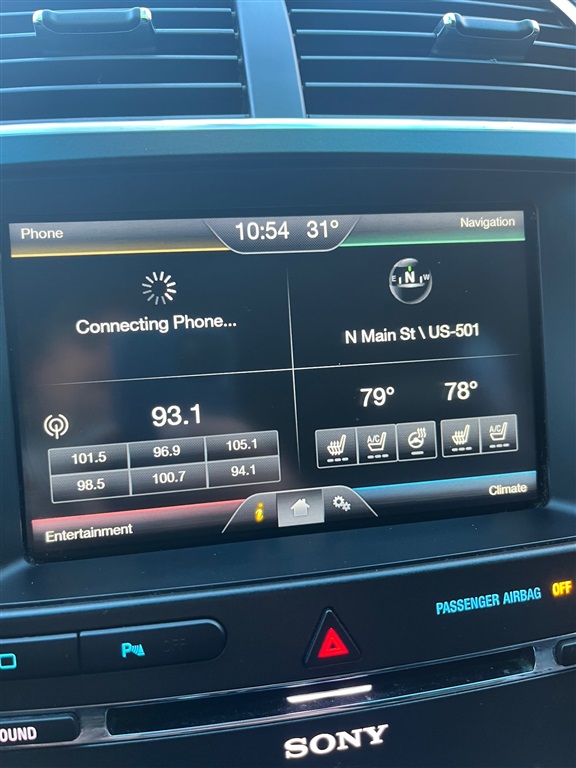 Phone
10:54 31°
Navigation
Connecting Phone...
E N W
N Main St \ US-501
93.1
101.5 96.9 105.1
98.5 100.7 94.1
79° 78°
A/C A/C
Entertainment
i
Climate
PASSENGER AIRBAG OFF
P OFF
OUND
SONY